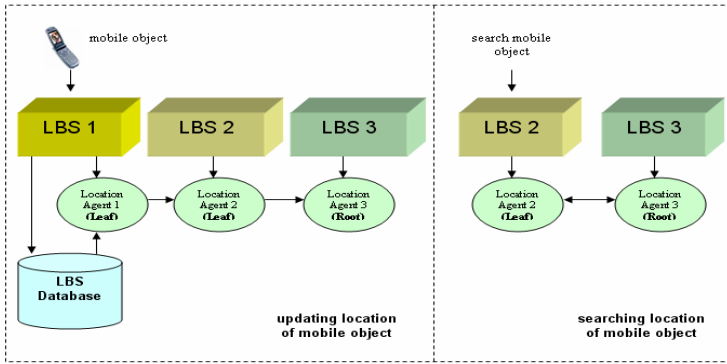 mobile object
LBS 1
LBS 2
LBS 3
Location
Agent 1
(Leaf)
Location
Agent 2
(Leaf)
Location
Agent 3
(Root)
LBS
Database
updating location
of mobile object
search mobile
object
LBS 2
LBS 3
Location
Agent 2
(Leaf)
Location
Agent 3
(Root)
searching location
of mobile object